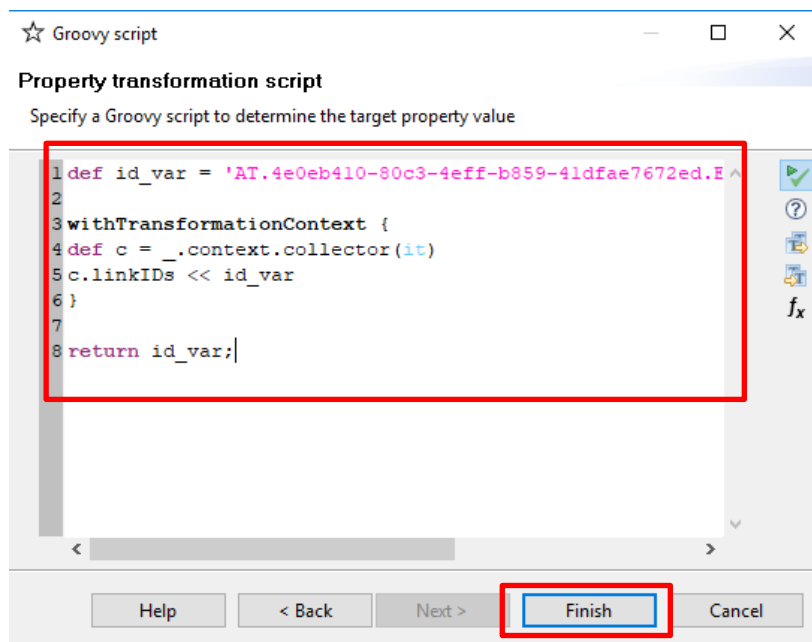 Groovy script
Property transformation script
Specify a Groovy script to determine the target property value
1 def id_var = 'AT.4e0eb410-80c3-4eff-b859-41dfae7672ed.E
2
3 withTransformationContext {
4 def c = _.context.collector(it)
5 c.linkIDs << id_var
6 }
7
8 return id_var;
fx
Help < Back Next > Finish Cancel